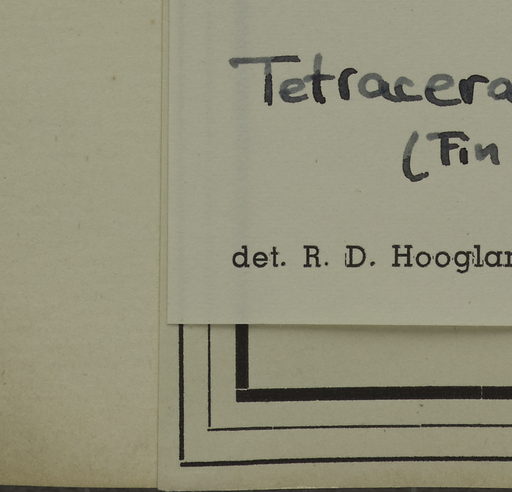 Tetracera
(Fin
det. R. D. Hooglan